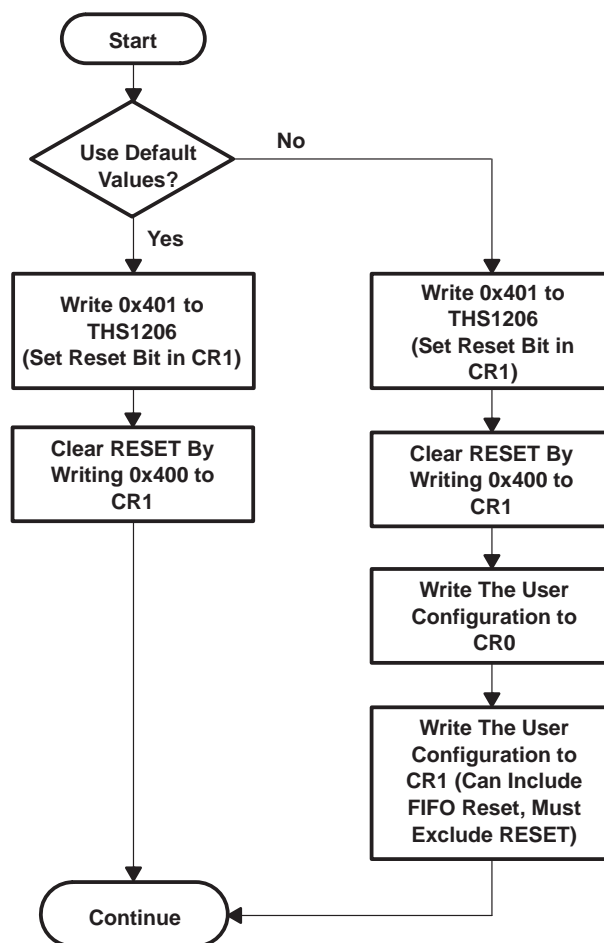 Start
Use Default
Values?
No
Yes
Write 0x401 to
THS1206
(Set Reset Bit in CR1)
Clear RESET By
Writing 0x400 to
CR1
Write 0x401 to
THS1206
(Set Reset Bit in
CR1)
Clear RESET By
Writing 0x400 to
CR1
Write The User
Configuration to
CR0
Write The User
Configuration to
CR1 (Can Include
FIFO Reset, Must
Exclude RESET)
Continue